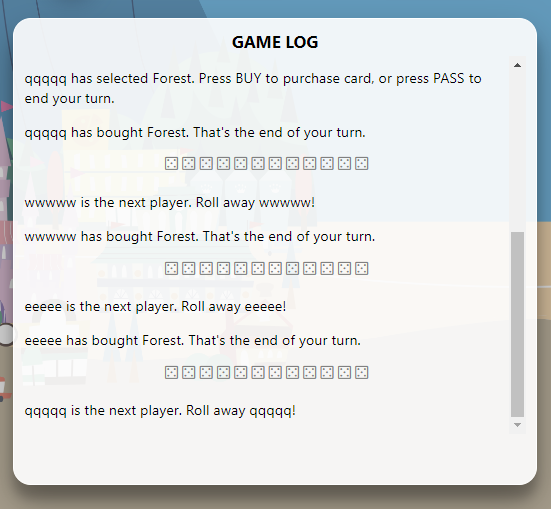 GAME LOG
qqqqq has selected Forest. Press BUY to purchase card, or press PASS to
end your turn.
qqqqq has bought Forest. That's the end of your turn.
⚄ ⚄ ⚄ ⚄ ⚄ ⚄ ⚄ ⚄ ⚄ ⚄ ⚄ ⚄
wwwww is the next player. Roll away wwwww!
wwwww has bought Forest. That's the end of your turn.
⚄ ⚄ ⚄ ⚄ ⚄ ⚄ ⚄ ⚄ ⚄ ⚄ ⚄ ⚄
eeeee is the next player. Roll away eeeee!
eeeee has bought Forest. That's the end of your turn.
⚄ ⚄ ⚄ ⚄ ⚄ ⚄ ⚄ ⚄ ⚄ ⚄ ⚄ ⚄
qqqqq is the next player. Roll away qqqqq!